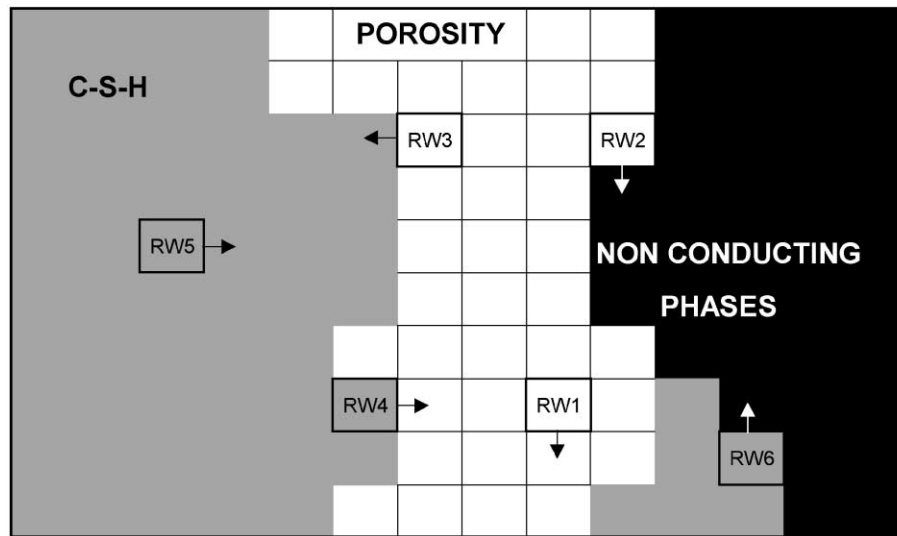 POROSITY
C-S-H
RW3
RW2
RW5
NON CONDUCTING
PHASES
RW4
RW1
RW6